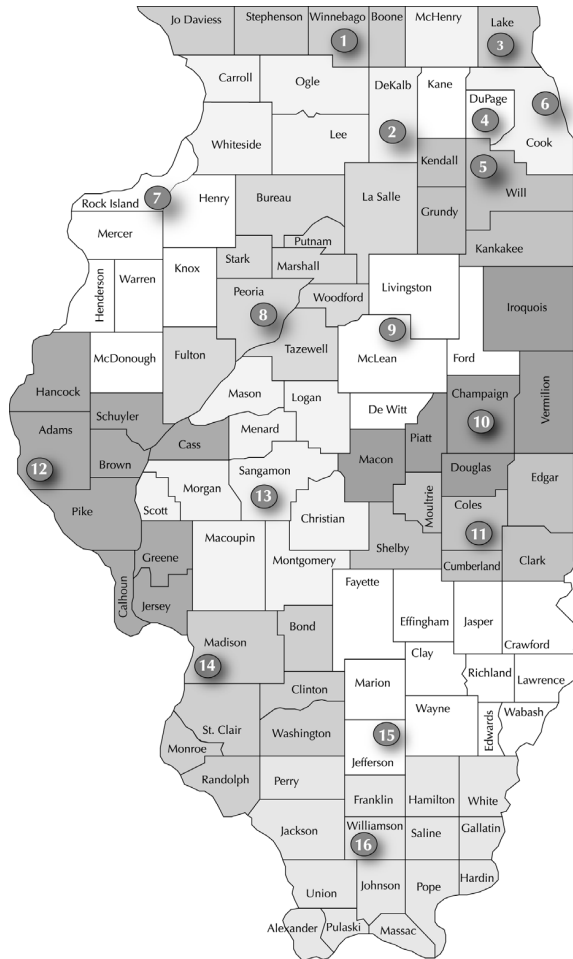 Jo Daviess
Stephenson
Winnebago
Boone
McHenry
Lake
1
3
Carroll
Ogle
DeKalb
Kane
DuPage
6
4
2
Cook
Whiteside
Lee
Kendall
5
7
Rock Island
Henry
Bureau
La Salle
Will
Grundy
Mercer
Putnam
Kankakee
Stark
Marshall
Knox
Henderson
Warren
Peoria
Woodford
Livingston
Iroquois
8
9
Tazewell
McDonough
Fulton
McLean
Ford
Hancock
Mason
Logan
Champaign
Vermilion
De Witt
Schuyler
Adams
Menard
10
Piatt
Cass
Macon
12
Brown
Sangamon
Douglas
Edgar
Morgan
13
Moultrie
Coles
Pike
Scott
Christian
11
Macoupin
Shelby
Greene
Montgomery
Cumberland
Clark
Calhoun
Fayette
Jersey
Effingham
Jasper
Bond
Madison
Crawford
Clay
14
Richland
Lawrence
Clinton
Marion
Wayne
Edwards
Wabash
St. Clair
Washington
15
Monroe
Jefferson
Randolph
Perry
Franklin
Hamilton
White
Jackson
Williamson
Saline
Gallatin
16
Hardin
Union
Johnson
Pope
Alexander
Pulaski
Massac